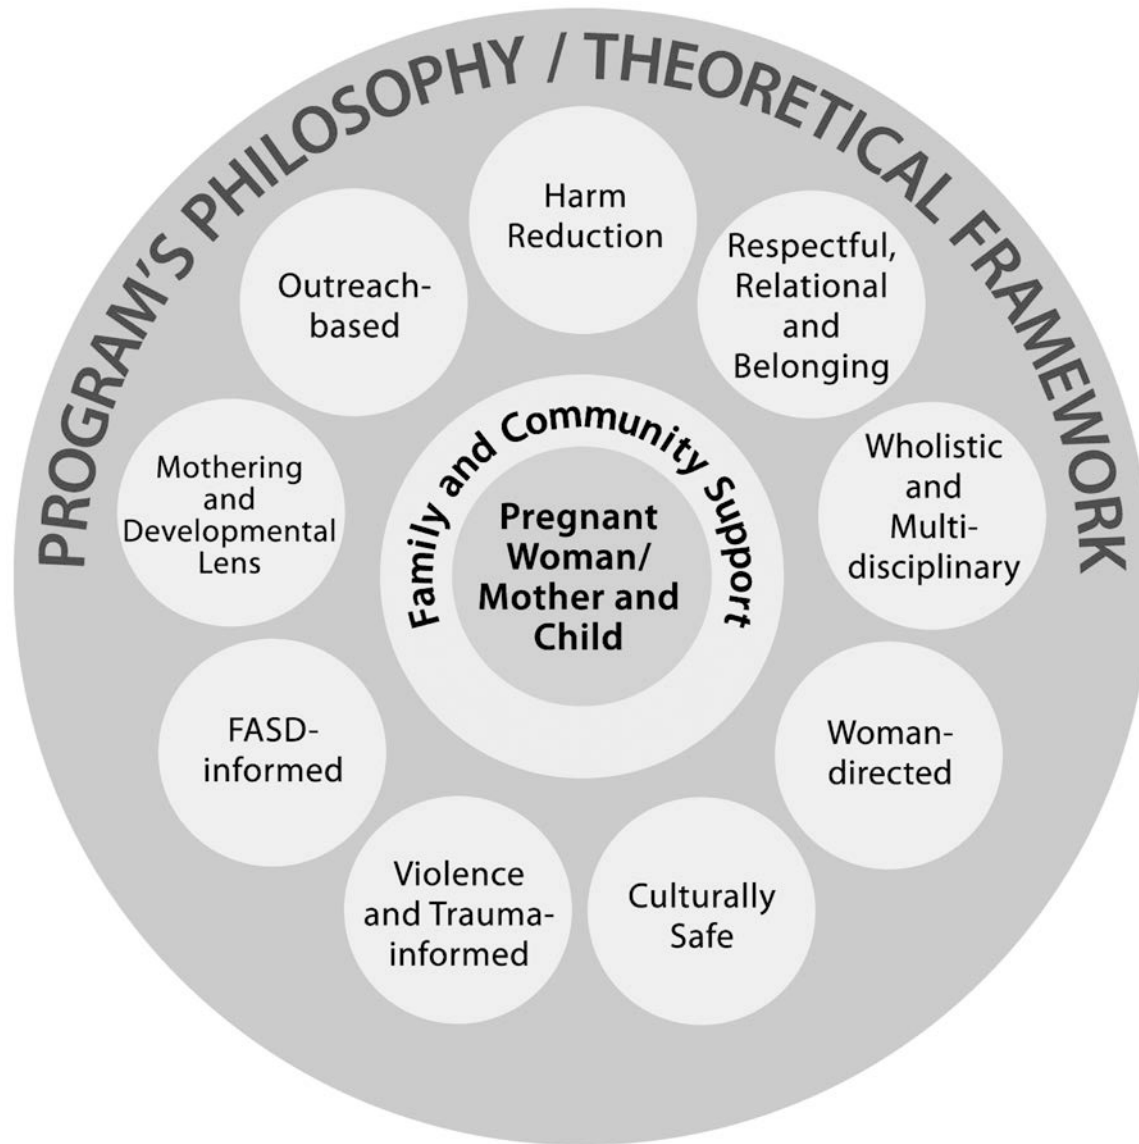 PROGRAM'S PHILOSOPHY / THEORETICAL FRAMEWORK
Harm
Reduction
Respectful,
Relational
and
Belonging
Wholistic
and
Multi-
disciplinary
Woman-
directed
Culturally
Safe
Violence
and Trauma-
informed
FASD-
informed
Mothering
and
Developmental
Lens
Outreach-
based
Family and Community Support
Pregnant
Woman/
Mother and
Child